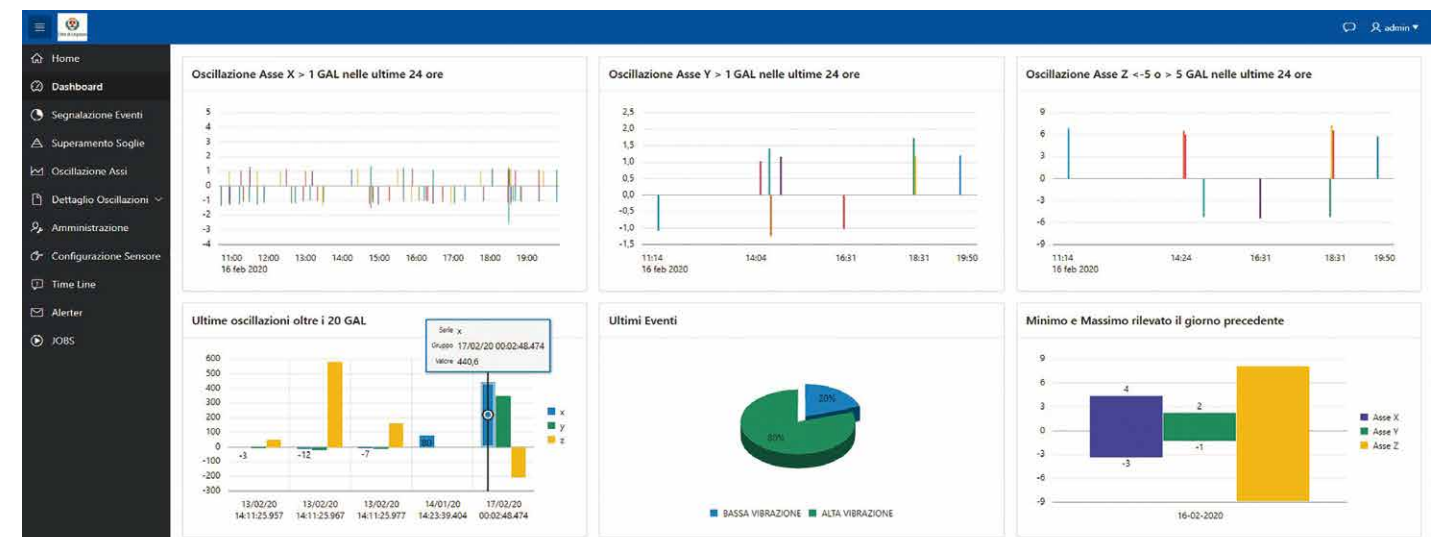 admin
Home
Dashboard
Segnalazione Eventi
Superamento Soglie
Oscillazione Assi
Dettaglio Oscillazioni
Amministrazione
Configurazione Sensore
Time Line
Alerter
JOBS
Oscillazione Asse X > 1 GAL nelle ultime 24 ore
5
4
3
2
1
0
-1
-2
-3
-4
11:00 12:00 13:00 14:00 15:00 16:00 17:00 18:00 19:00
16 feb 2020
Oscillazione Asse Y > 1 GAL nelle ultime 24 ore
2,5
2,0
1,5
1,0
0,5
0,0
-0,5
-1,0
-1,5
11:14 14:04 16:31 18:31 19:50
16 feb 2020
Oscillazione Asse Z <-5 o > 5 GAL nelle ultime 24 ore
9
6
3
0
-3
-6
-9
11:14 14:24 16:31 18:31 19:50
16 feb 2020
Ultime oscillazioni oltre i 20 GAL
Serie x
Gruppo 17/02/20 00:02:48.474
Valore 440,6
600
500
400
300
200
100
0
-100
-200
-300
-3 -12 -7 80
x
y
z
13/02/20 13/02/20 13/02/20 14/01/20 17/02/20
14:11:25.957 14:11:25.967 14:11:25.977 14:23:39.404 00:02:48.474
Ultimi Eventi
20%
80%
BASSA VIBRAZIONE ALTA VIBRAZIONE
Minimo e Massimo rilevato il giorno precedente
9
6
3
0
-3
-6
-9
4
2
-1
-3
Asse X
Asse Y
Asse Z
16-02-2020